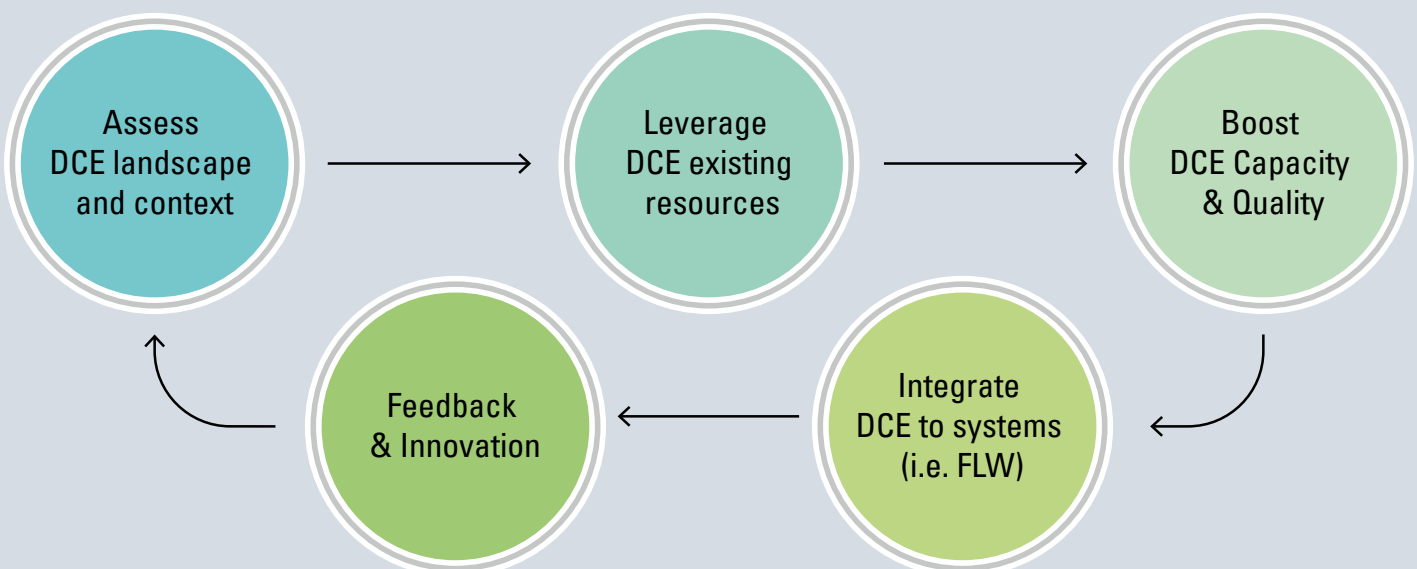 Assess
DCE landscape
and context
Leverage
DCE existing
resources
Boost
DCE Capacity
& Quality
Integrate
DCE to systems
(i.e. FLW)
Feedback
& Innovation